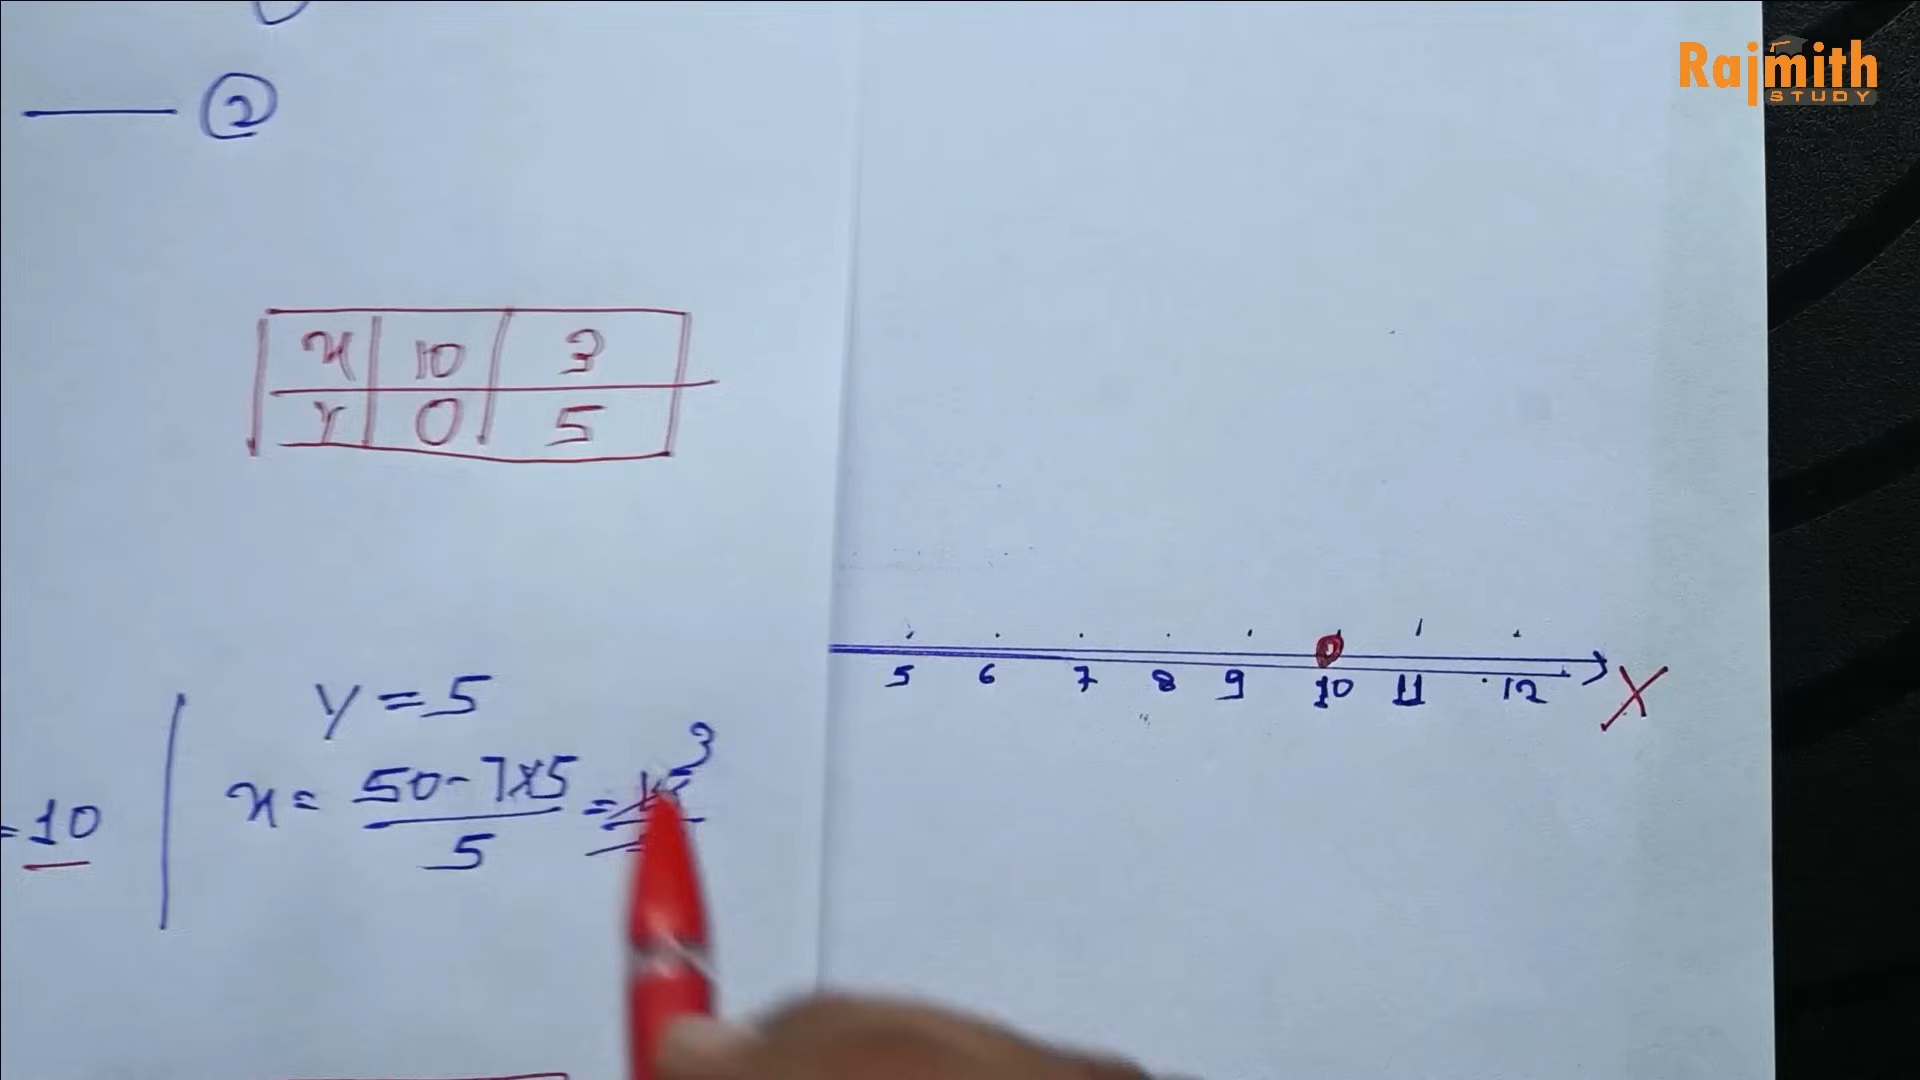 Rajmith
STUDY
2
x 10 3
Y 0 5
5 6 7 8 9 10 11 12 X
y = 5
x = 50 - 7x5 = 3
5
= 10